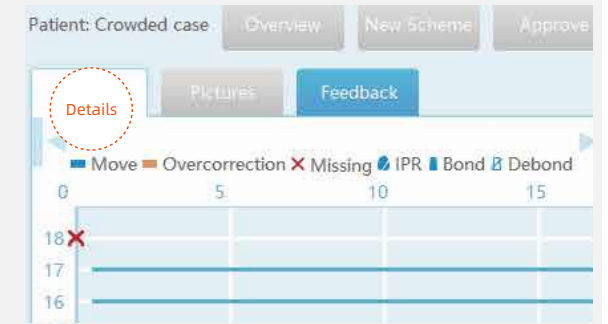 Patient: Crowded case Overview New Scheme Approve
Details Pictures Feedback
Move Overcorrection Missing IPR Bond Debond
0 5 10 15
18
17
16